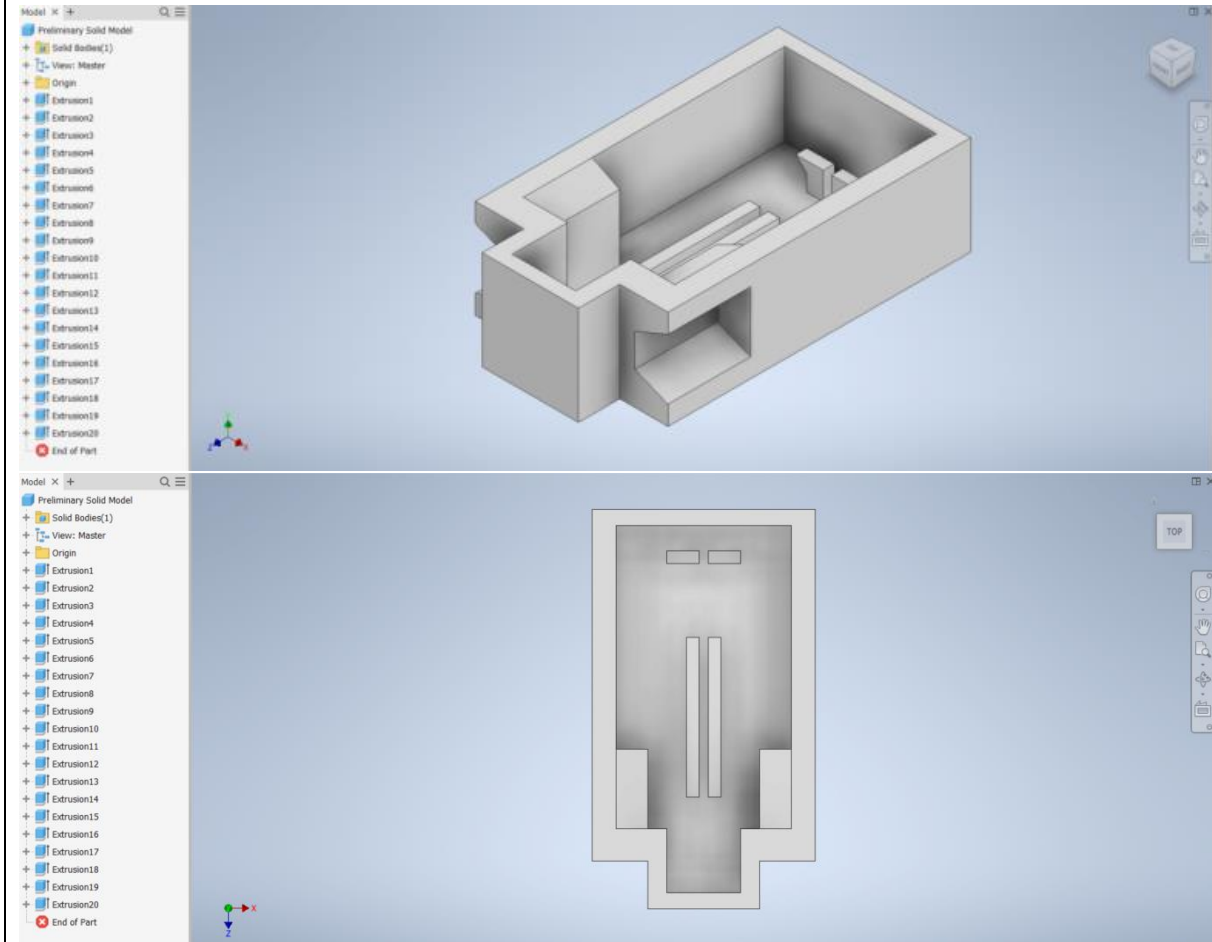 Model × +
Preliminary Solid Model
+ Solid Bodies(1)
+ View: Master
+ Origin
+ Extrusion1
+ Extrusion2
+ Extrusion3
+ Extrusion4
+ Extrusion5
+ Extrusion6
+ Extrusion7
+ Extrusion8
+ Extrusion9
+ Extrusion10
+ Extrusion11
+ Extrusion12
+ Extrusion13
+ Extrusion14
+ Extrusion15
+ Extrusion16
+ Extrusion17
+ Extrusion18
+ Extrusion19
+ Extrusion20
End of Part
Z X
Model × +
Preliminary Solid Model
+ Solid Bodies(1)
+ View: Master
+ Origin
+ Extrusion1
+ Extrusion2
+ Extrusion3
+ Extrusion4
+ Extrusion5
+ Extrusion6
+ Extrusion7
+ Extrusion8
+ Extrusion9
+ Extrusion10
+ Extrusion11
+ Extrusion12
+ Extrusion13
+ Extrusion14
+ Extrusion15
+ Extrusion16
+ Extrusion17
+ Extrusion18
+ Extrusion19
+ Extrusion20
End of Part
TOP
X
Z